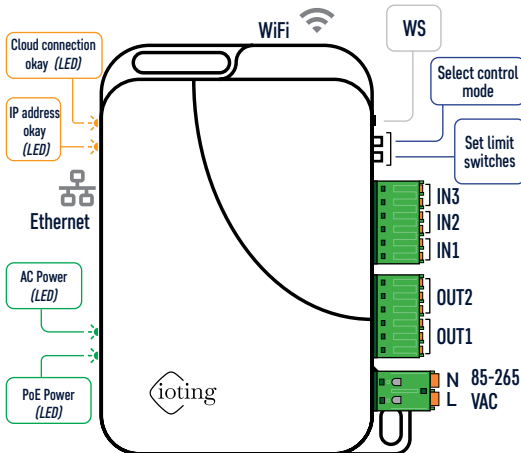 WiFi
WS
Cloud connection
okay (LED)
IP address
okay
(LED)
Ethernet
Select control
mode
Set limit
switches
IN3
IN2
IN1
AC Power
(LED)
OUT2
OUT1
PoE Power
(LED)
ioting
N
L
85-265
VAC